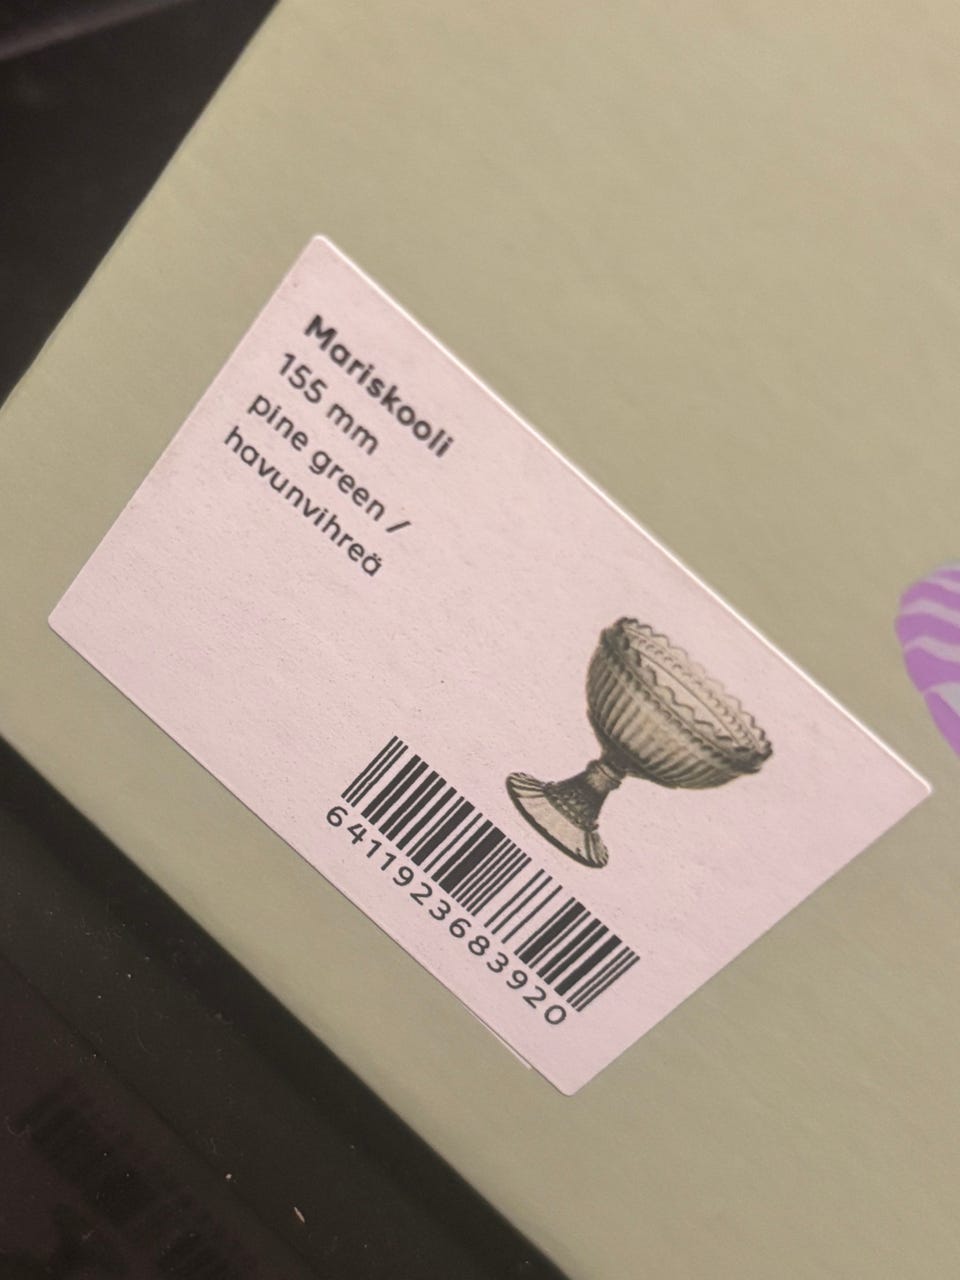 Mariskooli
155 mm
pine green /
havunvihreä
6411923683920